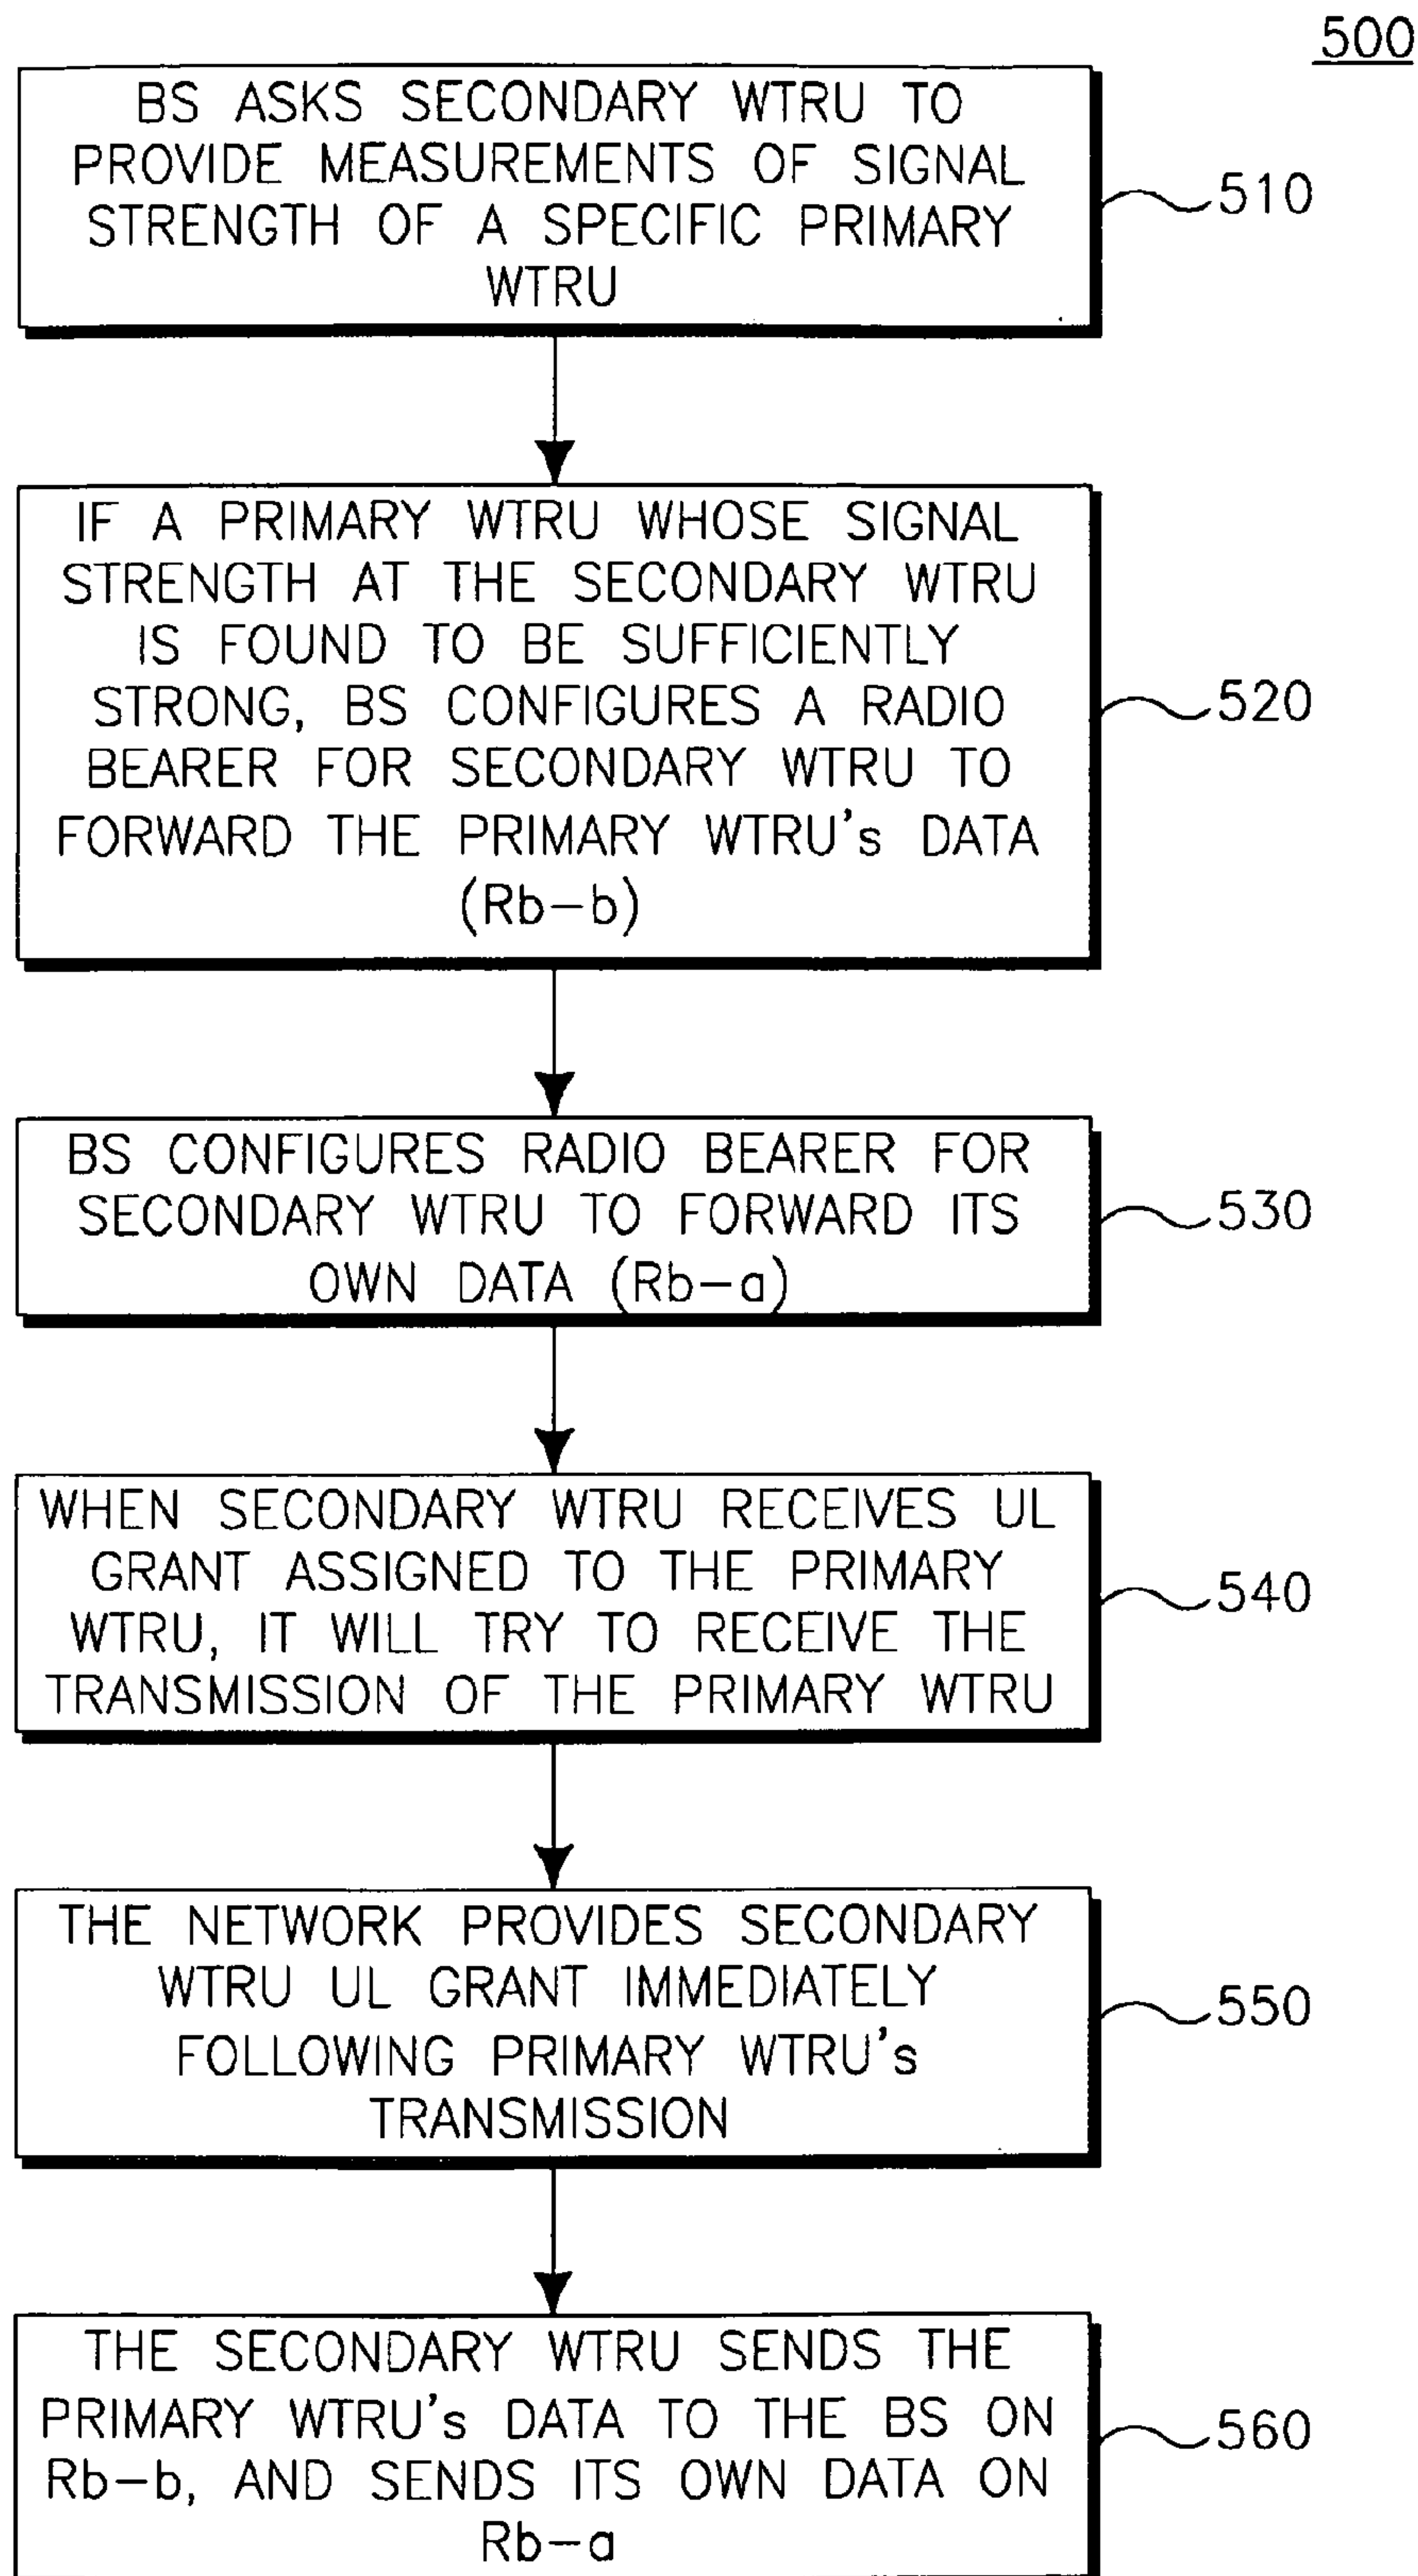 500
BS ASKS SECONDARY WTRU TO
PROVIDE MEASUREMENTS OF SIGNAL
STRENGTH OF A SPECIFIC PRIMARY
WTRU
510
IF A PRIMARY WTRU WHOSE SIGNAL
STRENGTH AT THE SECONDARY WTRU
IS FOUND TO BE SUFFICIENTLY
STRONG, BS CONFIGURES A RADIO
BEARER FOR SECONDARY WTRU TO
FORWARD THE PRIMARY WTRU's DATA
(Rb-b)
520
BS CONFIGURES RADIO BEARER FOR
SECONDARY WTRU TO FORWARD ITS
OWN DATA (Rb-a)
530
WHEN SECONDARY WTRU RECEIVES UL
GRANT ASSIGNED TO THE PRIMARY
WTRU, IT WILL TRY TO RECEIVE THE
TRANSMISSION OF THE PRIMARY WTRU
540
THE NETWORK PROVIDES SECONDARY
WTRU UL GRANT IMMEDIATELY
FOLLOWING PRIMARY WTRU's
TRANSMISSION
550
THE SECONDARY WTRU SENDS THE
PRIMARY WTRU's DATA TO THE BS ON
Rb-b, AND SENDS ITS OWN DATA ON
Rb-a
560